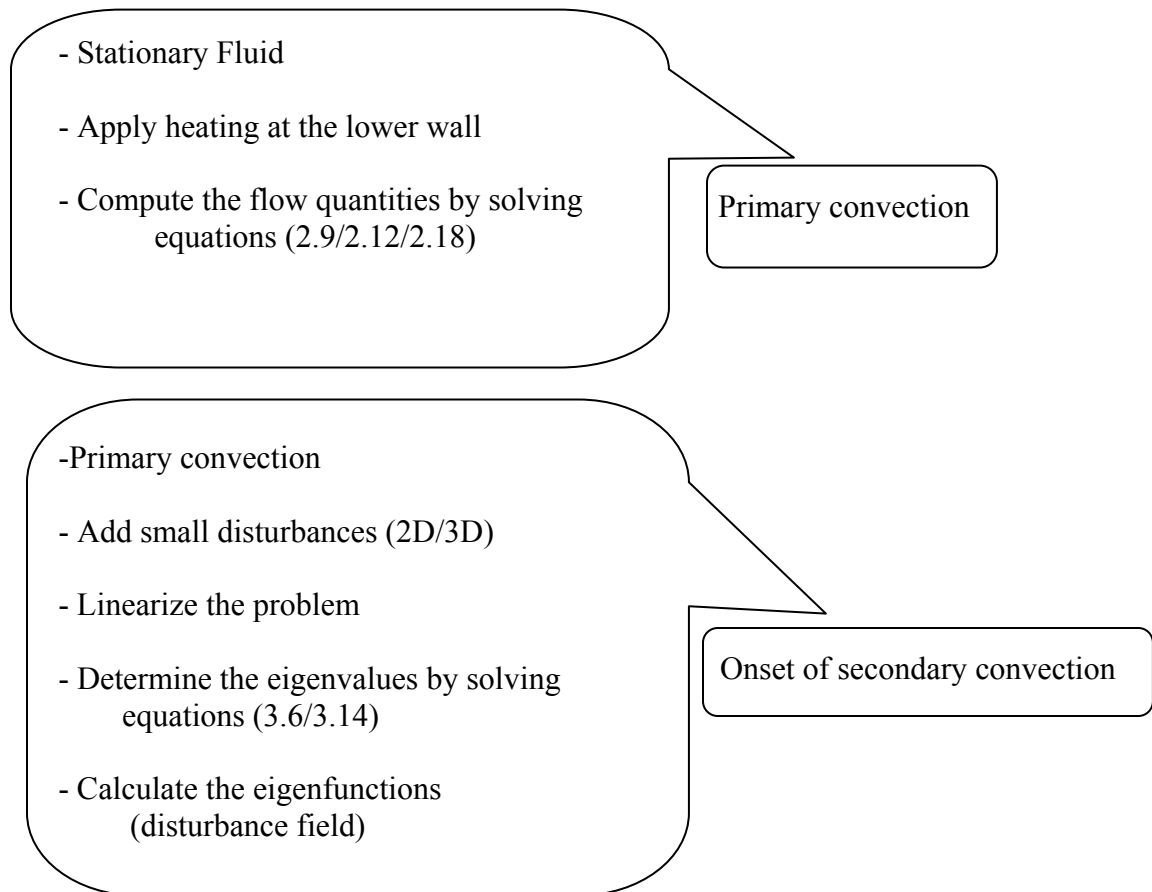 - Stationary Fluid
- Apply heating at the lower wall
- Compute the flow quantities by solving
equations (2.9/2.12/2.18)
Primary convection
-Primary convection
- Add small disturbances (2D/3D)
- Linearize the problem
- Determine the eigenvalues by solving
equations (3.6/3.14)
- Calculate the eigenfunctions
(disturbance field)
Onset of secondary convection